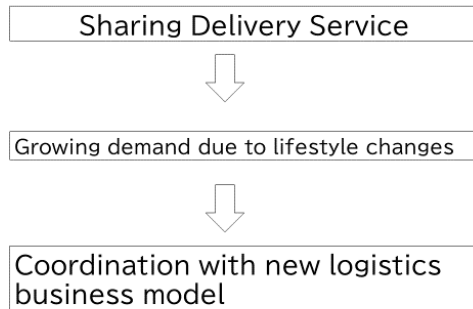 Sharing Delivery Service
Growing demand due to lifestyle changes
Coordination with new logistics
business model